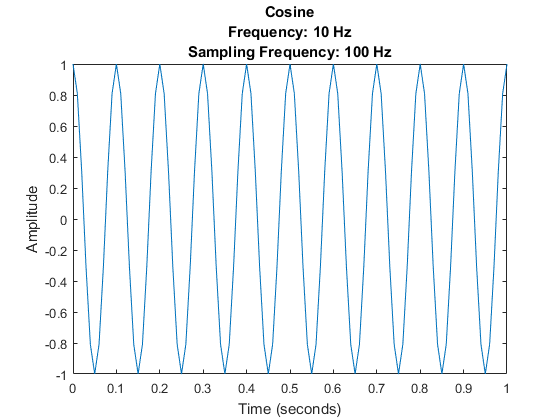 Cosine
Frequency: 10 Hz
Sampling Frequency: 100 Hz
1
0.8
0.6
0.4
0.2
0
-0.2
-0.4
-0.6
-0.8
-1
Amplitude
0 0.1 0.2 0.3 0.4 0.5 0.6 0.7 0.8 0.9 1
Time (seconds)